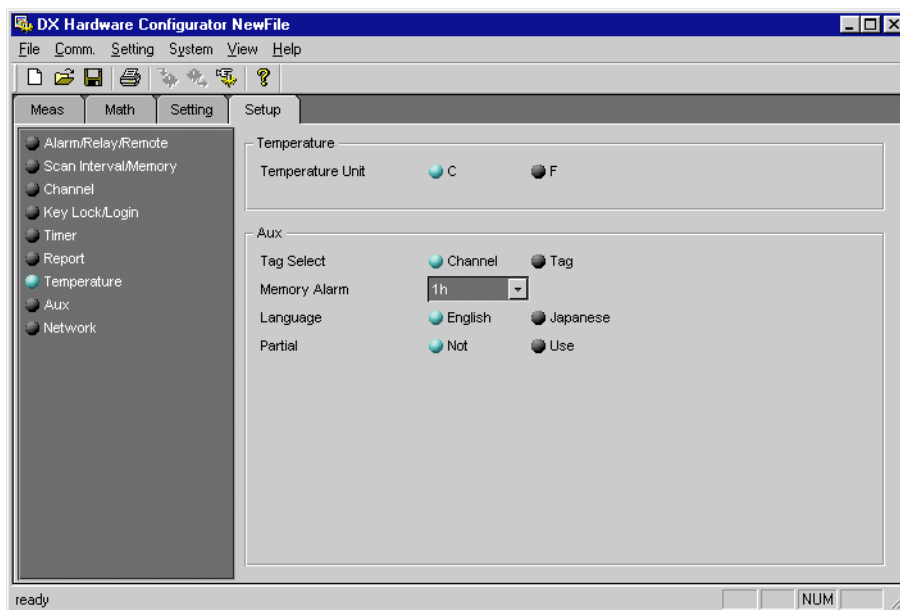 DX Hardware Configurator NewFile
File Comm. Setting System View Help
Meas Math Setting Setup
Alarm/Relay/Remote
Scan Interval/Memory
Channel
Key Lock/Login
Timer
Report
Temperature
Aux
Network
Temperature
Temperature Unit C F
Aux
Tag Select Channel Tag
Memory Alarm 1h
Language English Japanese
Partial Not Use
ready NUM